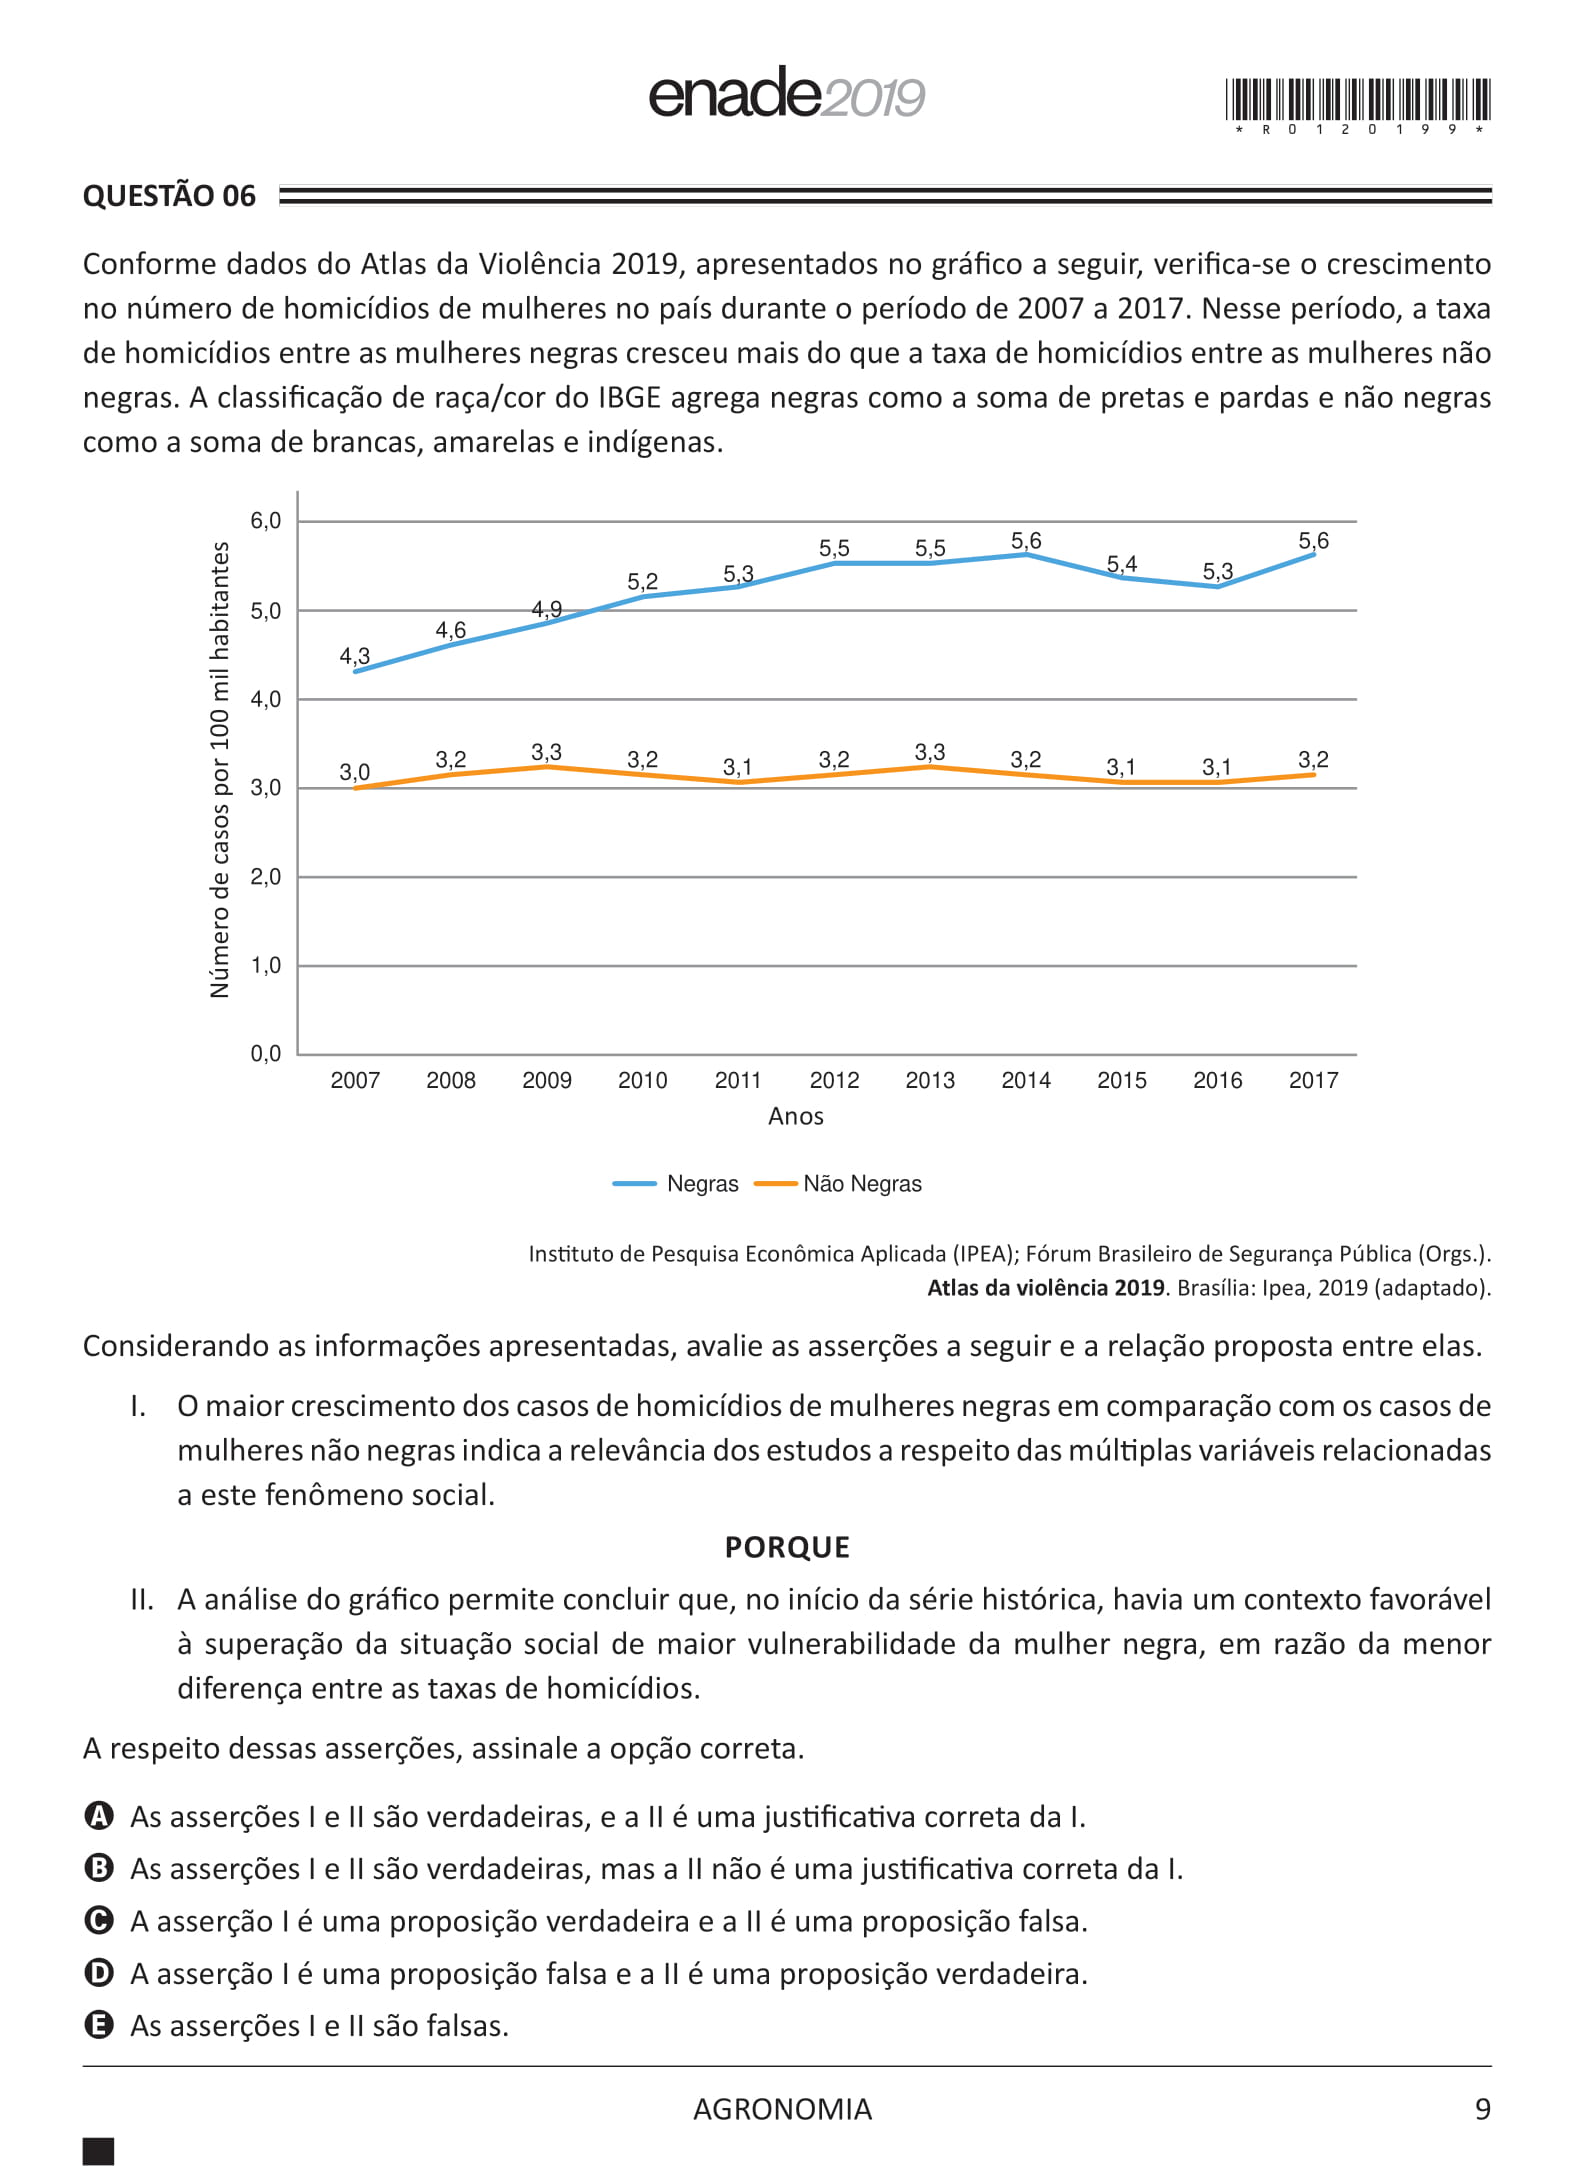 enade2019
* R 0 1 2 0 1 9 9 *
QUESTÃO 06
Conforme dados do Atlas da Violência 2019, apresentados no gráfico a seguir, verifica-se o crescimento
no número de homicídios de mulheres no país durante o período de 2007 a 2017. Nesse período, a taxa
de homicídios entre as mulheres negras cresceu mais do que a taxa de homicídios entre as mulheres não
negras. A classificação de raça/cor do IBGE agrega negras como a soma de pretas e pardas e não negras
como a soma de brancas, amarelas e indígenas.
Número de casos por 100 mil habitantes
6,0
5,0
4,0
3,0
2,0
1,0
0,0
4,3 4,6 4,9 5,2 5,3 5,5 5,5 5,6 5,4 5,3 5,6
3,0 3,2 3,3 3,2 3,1 3,2 3,3 3,2 3,1 3,1 3,2
2007 2008 2009 2010 2011 2012 2013 2014 2015 2016 2017
Anos
Negras Não Negras
Instituto de Pesquisa Econômica Aplicada (IPEA); Fórum Brasileiro de Segurança Pública (Orgs.).
Atlas da violência 2019. Brasília: Ipea, 2019 (adaptado).
Considerando as informações apresentadas, avalie as asserções a seguir e a relação proposta entre elas.
I. O maior crescimento dos casos de homicídios de mulheres negras em comparação com os casos de
mulheres não negras indica a relevância dos estudos a respeito das múltiplas variáveis relacionadas
a este fenômeno social.
PORQUE
II. A análise do gráfico permite concluir que, no início da série histórica, havia um contexto favorável
à superação da situação social de maior vulnerabilidade da mulher negra, em razão da menor
diferença entre as taxas de homicídios.
A respeito dessas asserções, assinale a opção correta.
A As asserções I e II são verdadeiras, e a II é uma justificativa correta da I.
B As asserções I e II são verdadeiras, mas a II não é uma justificativa correta da I.
C A asserção I é uma proposição verdadeira e a II é uma proposição falsa.
D A asserção I é uma proposição falsa e a II é uma proposição verdadeira.
E As asserções I e II são falsas.
AGRONOMIA
9